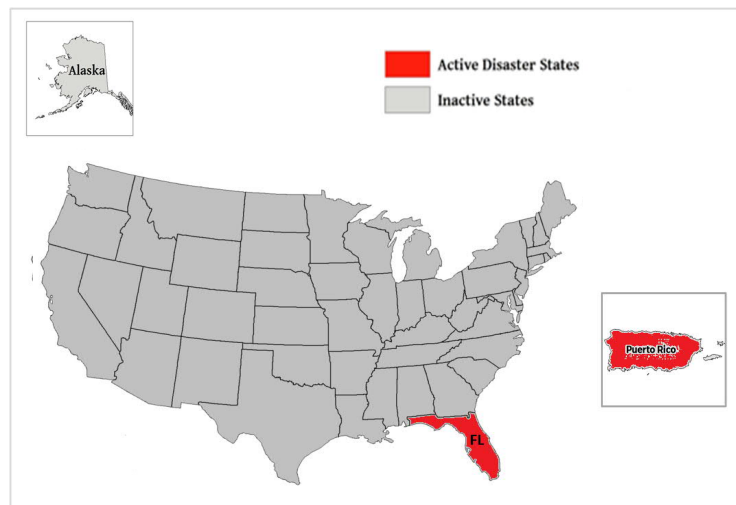 Alaska
Active Disaster States
Inactive States
Puerto Rico
FL